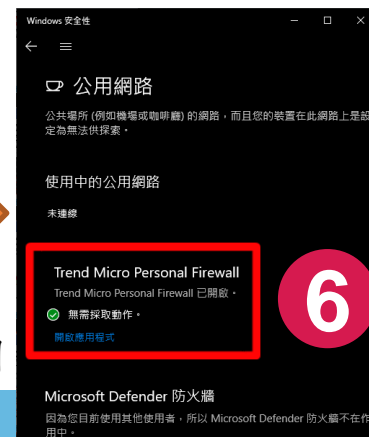 Windows 安全性
公用網路
公共場所 (例如機場或咖啡廳) 的網路，而且您的裝置在此網路上是設
定為無法供探索。
使用中的公用網路
未連線
Trend Micro Personal Firewall
Trend Micro Personal Firewall 已開啟。
無需採取動作。
開啟應用程式
6
Microsoft Defender 防火牆
因為您目前使用其他使用者，所以 Microsoft Defender 防火牆不在作
用中。